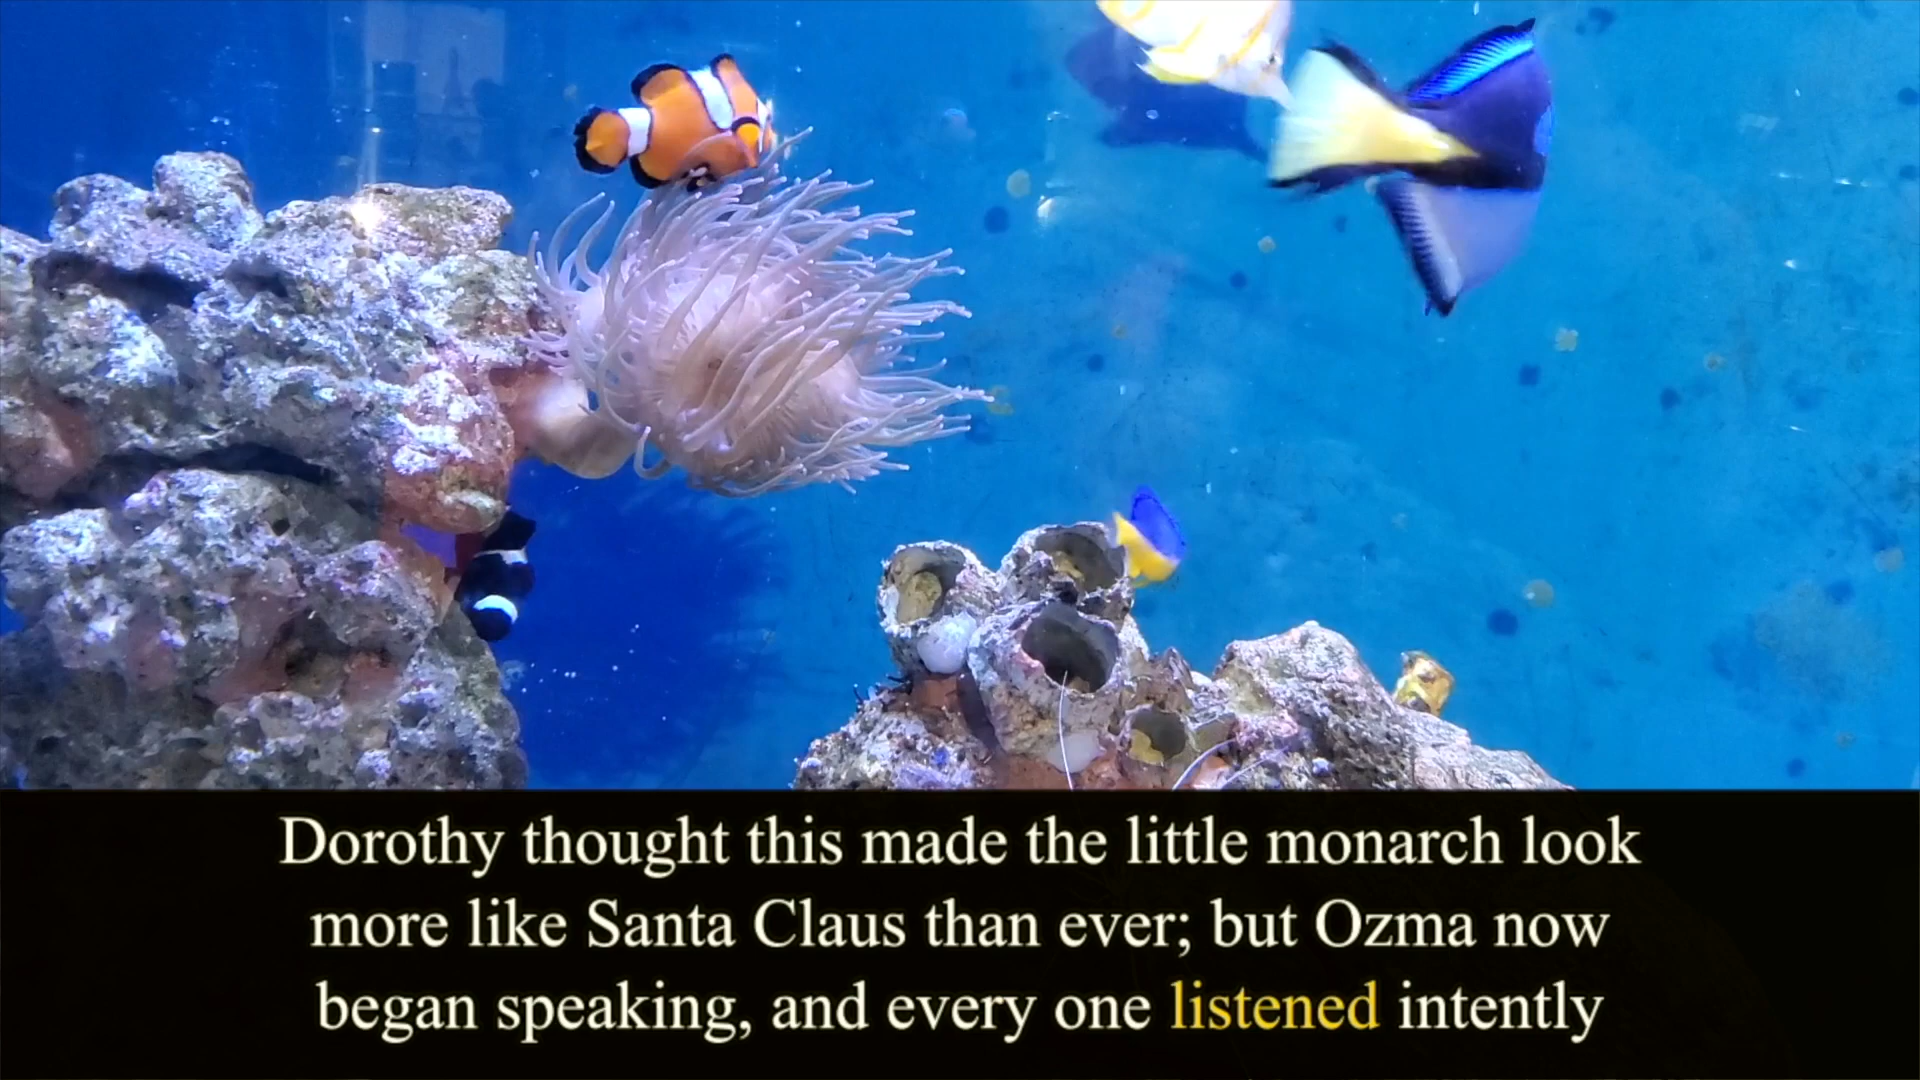 Dorothy thought this made the little monarch look
more like Santa Claus than ever; but Ozma now
began speaking, and every one listened intently